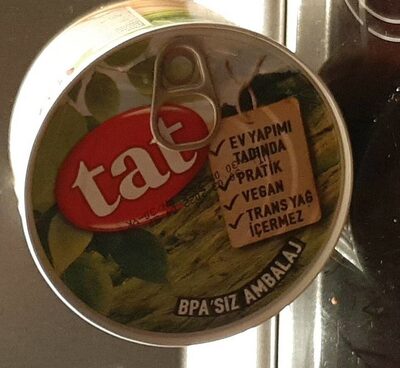 tat
EV YAPIMI
TADINDA
PRATİK
VEGAN
TRANS YAĞ
İÇERMEZ
BPA'SIZ AMBALAJ